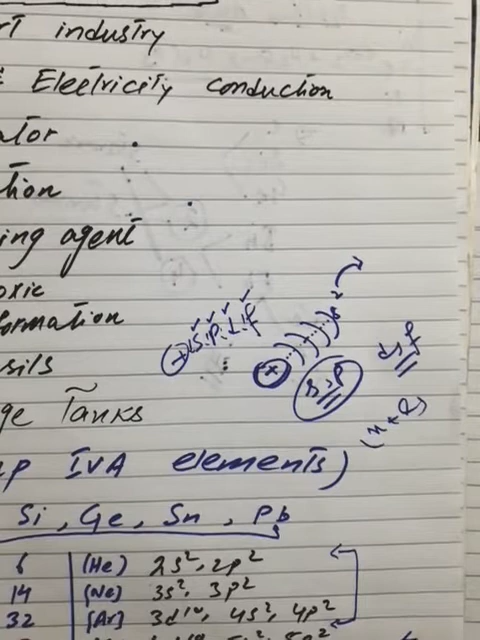 industry
Electricity conduction
ator
tion
ing agent
oxic
formation
sils
ge Tanks
s.p.d.f
s,p
d,f
(n+l)
p IVA elements)
Si, Ge, Sn, Pb
6 (He) 2s², 2p²
14 (Ne) 3s², 3p²
32 [Ar] 3d¹⁰, 4s², 4p²